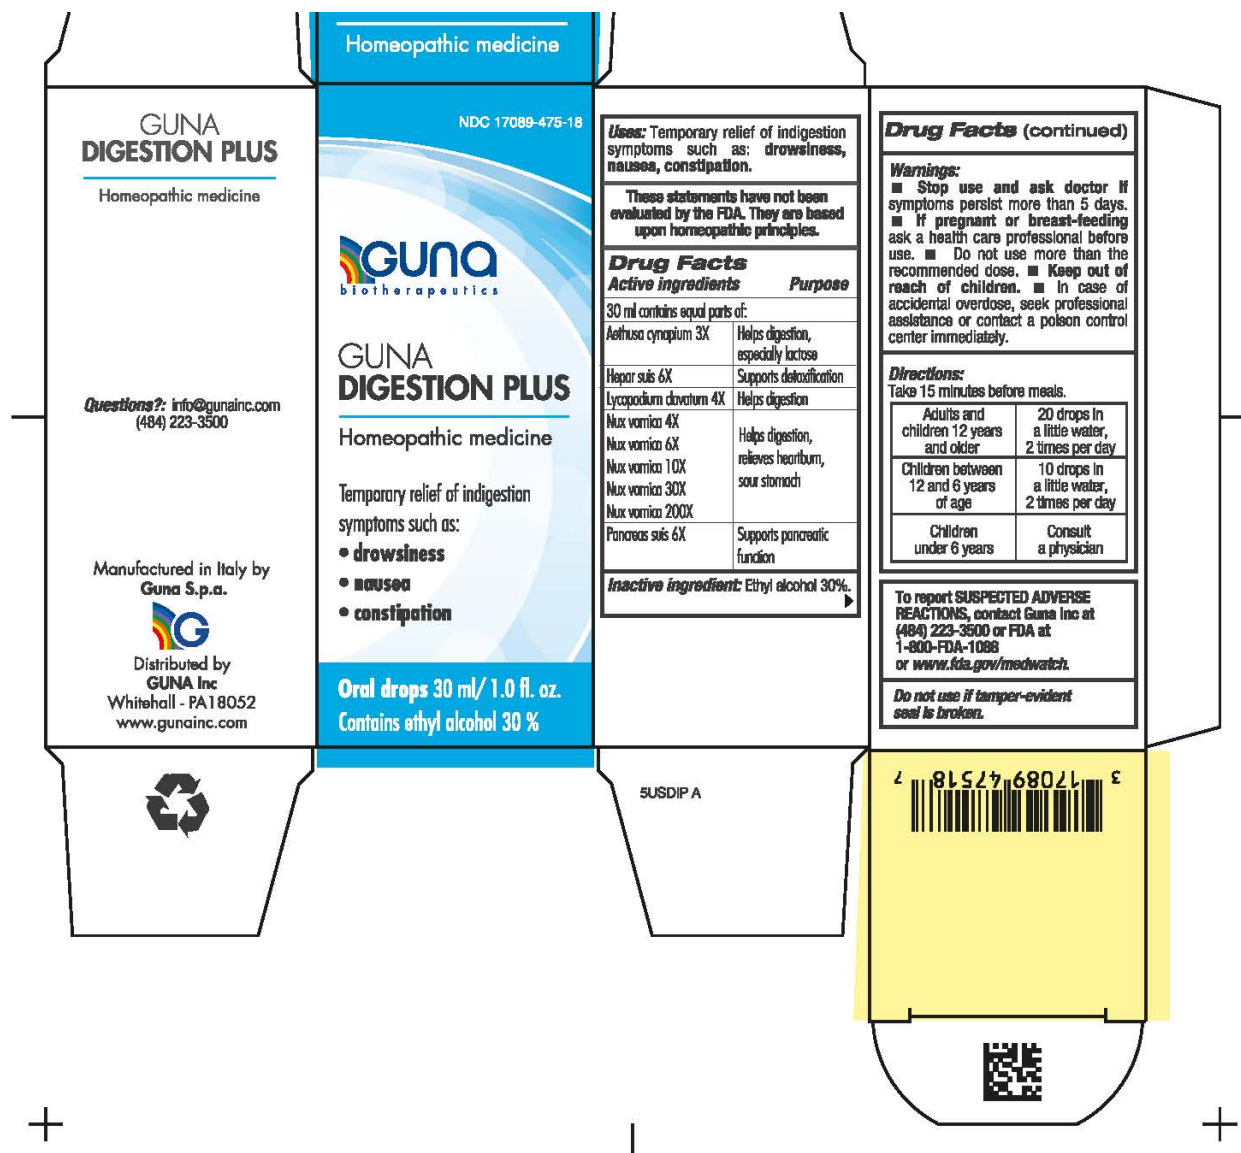 Homeopathic medicine
GUNA
DIGESTION PLUS
Homeopathic medicine
Questions?: info@gunainc.com
(484) 223-3500
Manufactured in Italy by
Guna S.p.a.
G
Distributed by
GUNA Inc
Whitehall - PA18052
www.gunainc.com
NDC 17089-475-18
GUNA
biotherapeutics
GUNA
DIGESTION PLUS
Homeopathic medicine
Temporary relief of indigestion
symptoms such as:
• drowsiness
• nausea
• constipation
Oral drops 30 ml/ 1.0 fl. oz.
Contains ethyl alcohol 30 %
Uses: Temporary relief of indigestion
symptoms such as: drowsiness,
nausea, constipation.
These statements have not been
evaluated by the FDA. They are based
upon homeopathic principles.
Drug Facts
Active ingredients Purpose
30 ml contains equal parts of:
Aethusa cynapium 3X Helps digestion,
especially lactose
Hepar suis 6X Supports detoxification
Lycopodium clavatum 4X Helps digestion
Nux vomica 4X
Nux vomica 6X
Nux vomica 10X
Nux vomica 30X
Nux vomica 200X
Helps digestion,
relieves heartburn,
sour stomach
Pancreas suis 6X Supports pancreatic
function
Inactive ingredient: Ethyl alcohol 30%.
5USDIP A
Drug Facts (continued)
Warnings:
■ Stop use and ask doctor if
symptoms persist more than 5 days.
■ If pregnant or breast-feeding
ask a health care professional before
use. ■ Do not use more than the
recommended dose. ■ Keep out of
reach of children. ■ In case of
accidental overdose, seek professional
assistance or contact a poison control
center immediately.
Directions:
Take 15 minutes before meals.
Adults and
children 12 years
and older
20 drops in
a little water,
2 times per day
Children between
12 and 6 years
of age
10 drops in
a little water,
2 times per day
Children
under 6 years
Consult
a physician
To report SUSPECTED ADVERSE
REACTIONS, contact Guna Inc at
(484) 223-3500 or FDA at
1-800-FDA-1088
or www.fda.gov/medwatch.
Do not use if tamper-evident
seal is broken.
3 17089 47518 7